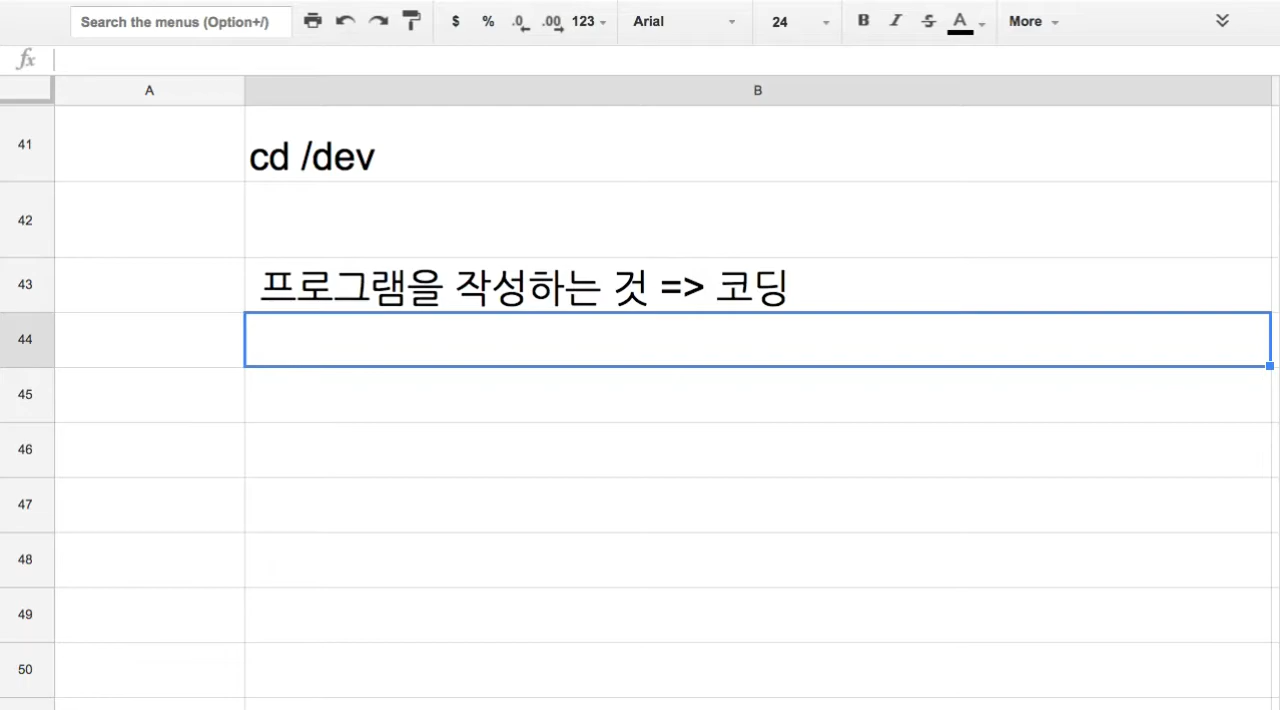 Search the menus (Option+/) $ % .0 .00 123 Arial 24 B I S A More
fx
A B
41 cd /dev
42
43 프로그램을 작성하는 것 => 코딩
44
45
46
47
48
49
50